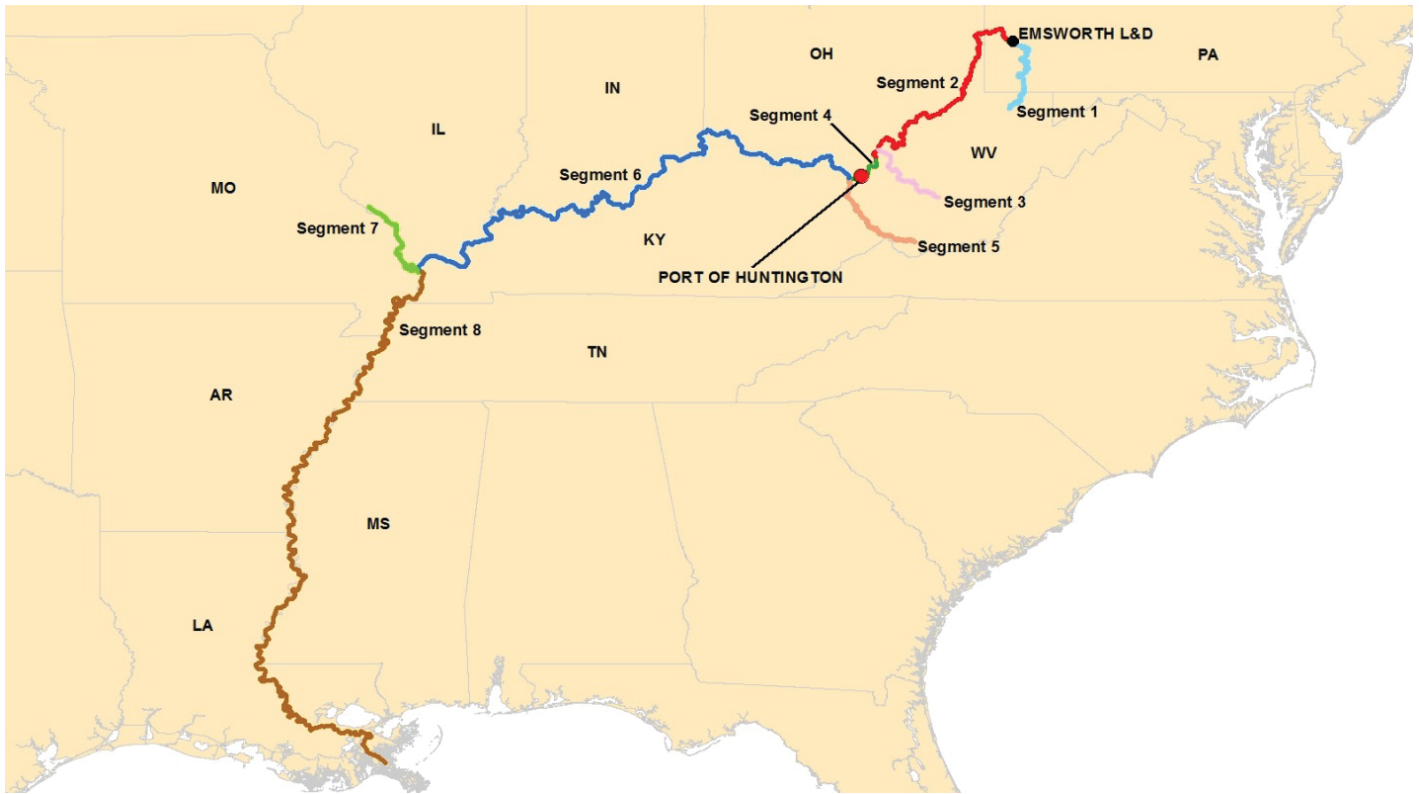 EMSWORTH L&D
OH
PA
Segment 2
IN
Segment 1
Segment 4
IL
WV
Segment 6
MO
Segment 3
Segment 7
KY
Segment 5
PORT OF HUNTINGTON
Segment 8
TN
AR
MS
LA